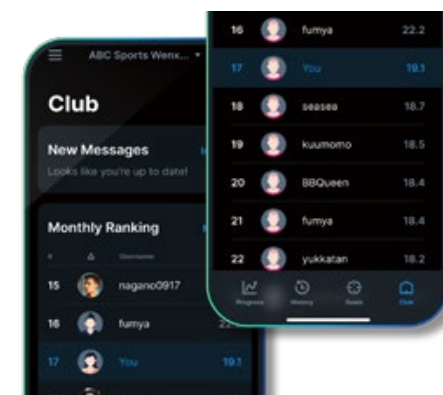 ABC Sports Wenx...
Club
New Messages
Looks like you're up to date!
Monthly Ranking
# Username
15 nagano0917
16 fumya
17 You 19.1
16 fumya 22.2
17 You 19.1
18 seasea 18.7
19 kuumomo 18.5
20 BBQueen 18.4
21 fumya 18.4
22 yukkatan 18.2
Progress History Club